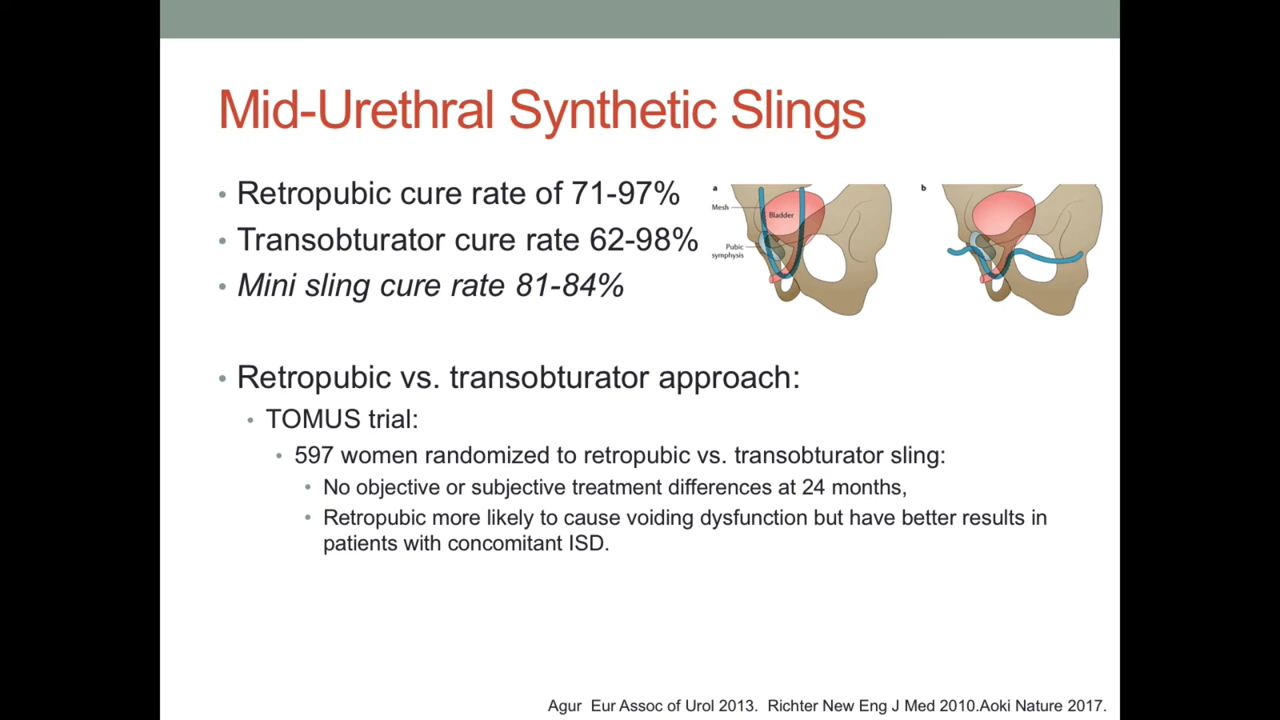 Mid-Urethral Synthetic Slings
• Retropubic cure rate of 71-97%
• Transobturator cure rate 62-98%
• Mini sling cure rate 81-84%
a
Mesh
Bladder
Pubic
symphysis
b
• Retropubic vs. transobturator approach:
• TOMUS trial:
• 597 women randomized to retropubic vs. transobturator sling:
• No objective or subjective treatment differences at 24 months,
• Retropubic more likely to cause voiding dysfunction but have better results in
patients with concomitant ISD.
Agur Eur Assoc of Urol 2013. Richter New Eng J Med 2010.Aoki Nature 2017.